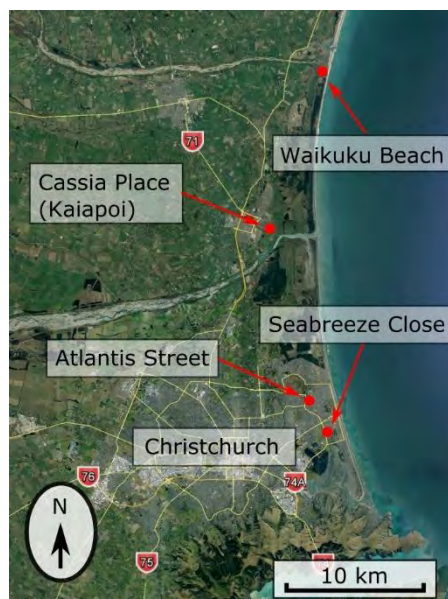 71
Waikuku Beach
Cassia Place
(Kaiapoi)
Seabreeze Close
Atlantis Street
Christchurch
76
74A
N
75
10 km